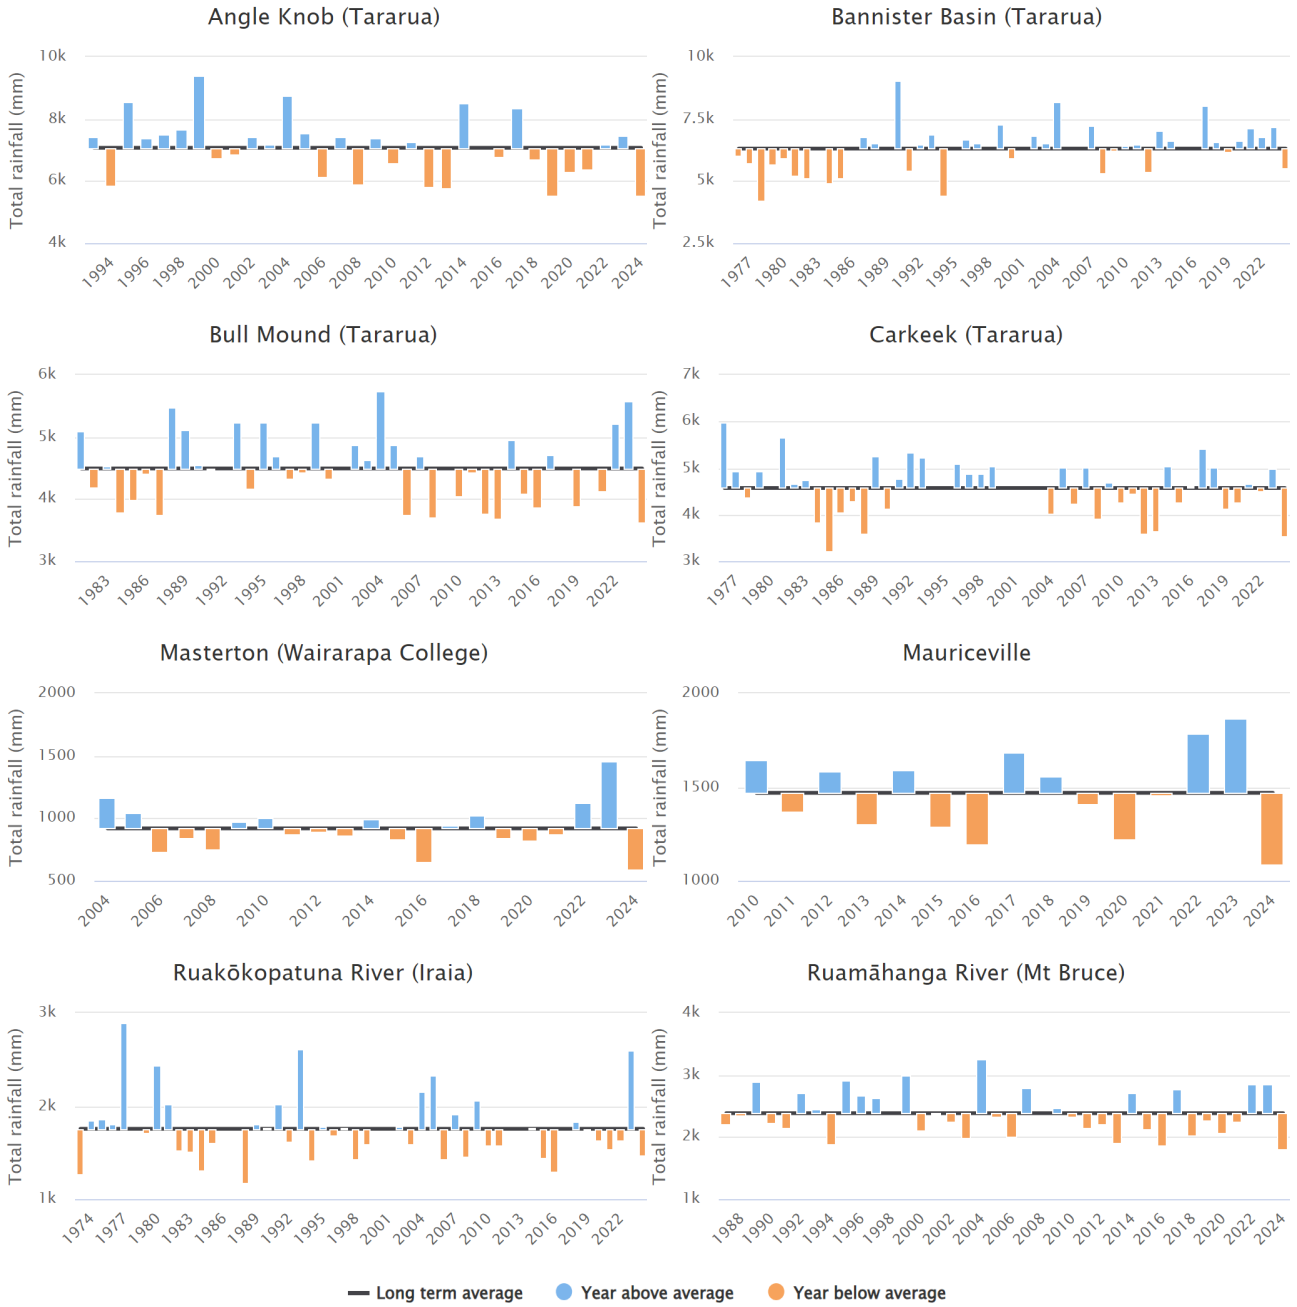 Angle Knob (Tararua)
Total rainfall (mm)
10k
8k
6k
4k
1994 1996 1998 2000 2002 2004 2006 2008 2010 2012 2014 2016 2018 2020 2022 2024
Bannister Basin (Tararua)
Total rainfall (mm)
10k
7.5k
5k
2.5k
1977 1980 1983 1986 1989 1992 1995 1998 2001 2004 2007 2010 2013 2016 2019 2022
Bull Mound (Tararua)
Total rainfall (mm)
6k
5k
4k
3k
1983 1986 1989 1992 1995 1998 2001 2004 2007 2010 2013 2016 2019 2022
Carkeek (Tararua)
Total rainfall (mm)
7k
6k
5k
4k
3k
1977 1980 1983 1986 1989 1992 1995 1998 2001 2004 2007 2010 2013 2016 2019 2022
Masterton (Wairarapa College)
Total rainfall (mm)
2000
1500
1000
500
2004 2006 2008 2010 2012 2014 2016 2018 2020 2022 2024
Mauriceville
Total rainfall (mm)
2000
1500
1000
2010 2011 2012 2013 2014 2015 2016 2017 2018 2019 2020 2021 2022 2023 2024
Ruakōkopatuna River (Iraia)
Total rainfall (mm)
3k
2k
1k
1974 1977 1980 1983 1986 1989 1992 1995 1998 2001 2004 2007 2010 2013 2016 2019 2022
Ruamāhanga River (Mt Bruce)
Total rainfall (mm)
4k
3k
2k
1k
1988 1990 1992 1994 1996 1998 2000 2002 2004 2006 2008 2010 2012 2014 2016 2018 2020 2022 2024
Long term average
Year above average
Year below average